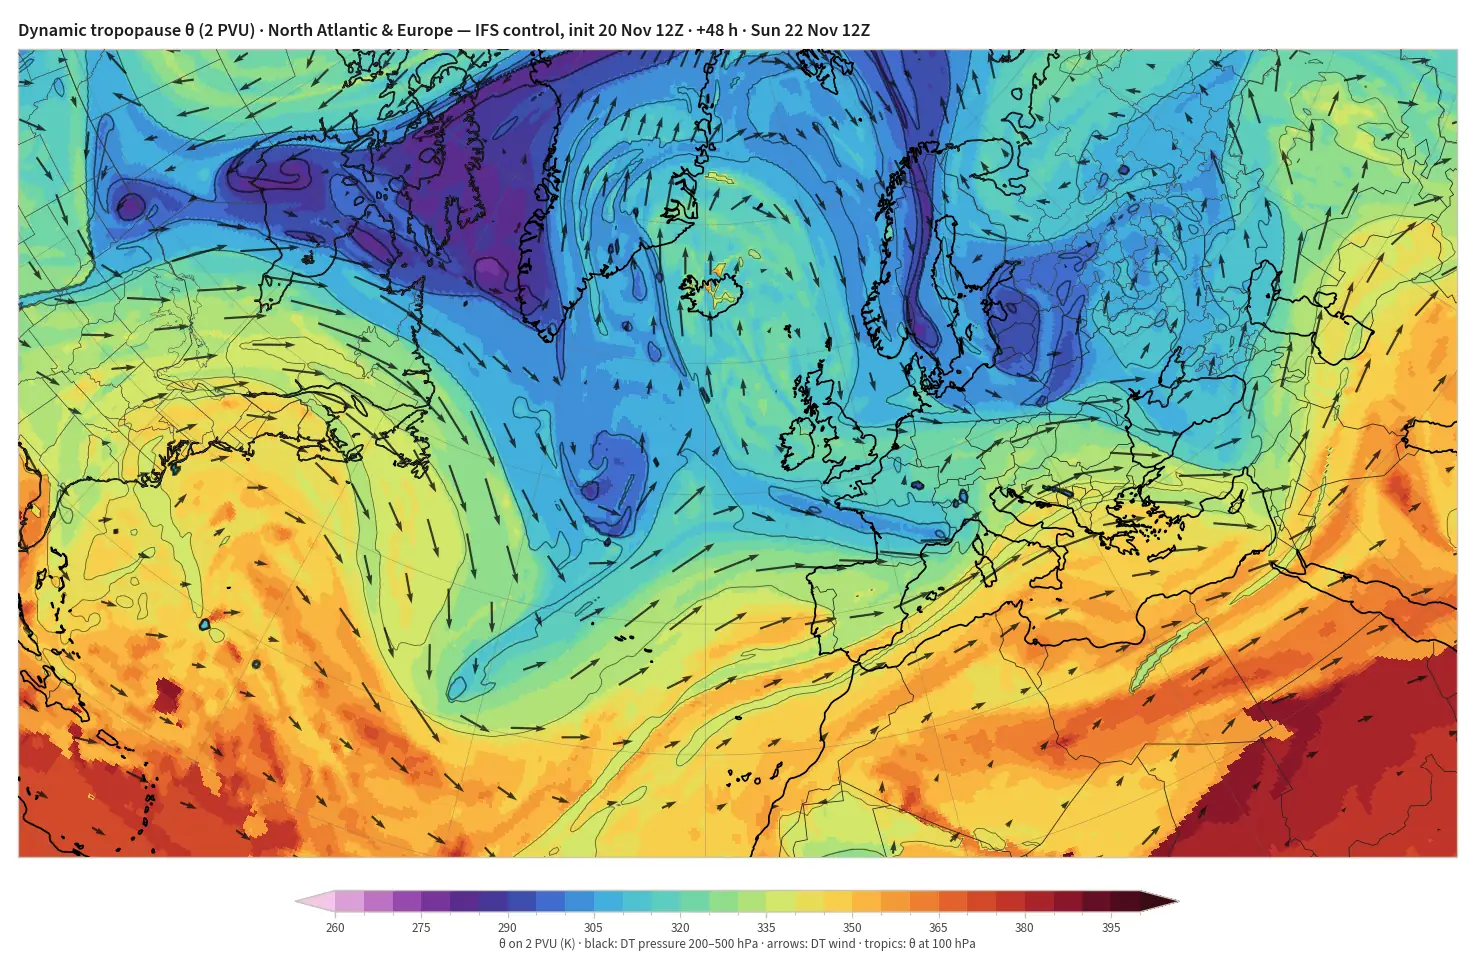 Dynamic tropopause θ (2 PVU) · North Atlantic & Europe — IFS control, init 20 Nov 12Z · +48 h · Sun 22 Nov 12Z
260 275 290 305 320 335 350 365 380 395
θ on 2 PVU (K) · black: DT pressure 200–500 hPa · arrows: DT wind · tropics: θ at 100 hPa